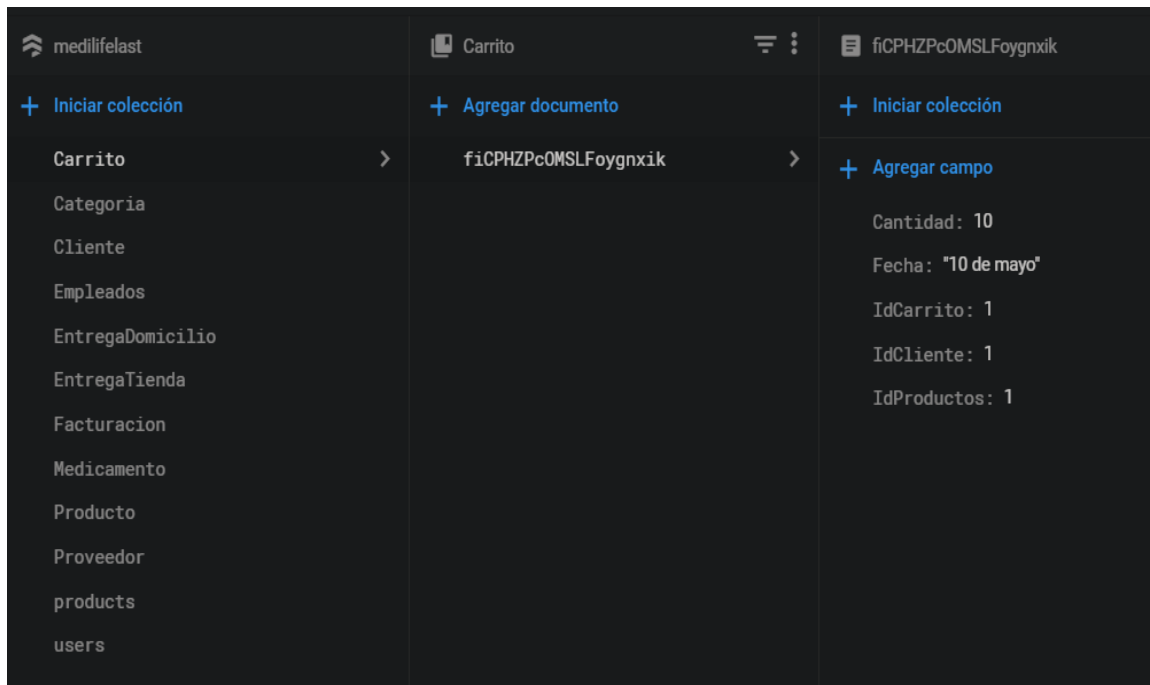 medilifelast
Iniciar colección
Carrito
Categoria
Cliente
Empleados
EntregaDomicilio
EntregaTienda
Facturacion
Medicamento
Producto
Proveedor
products
users
Carrito
Agregar documento
fiCPHZPcOMSLFoygnxik
fiCPHZPcOMSLFoygnxik
Iniciar colección
Agregar campo
Cantidad: 10
Fecha: "10 de mayo"
IdCarrito: 1
IdCliente: 1
IdProductos: 1